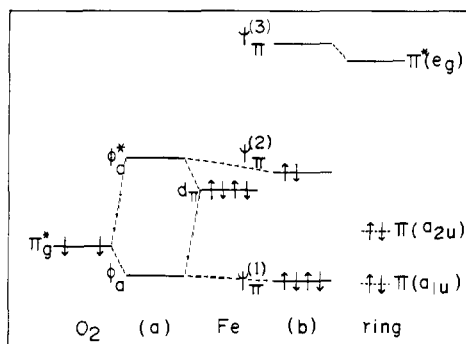 ψπ(3)
π*(eg)
ϕa*
ψπ(2)
dπ
πg*
π(a2u)
ϕa
ψπ(1)
π(a1u)
O2 (a) Fe (b) ring